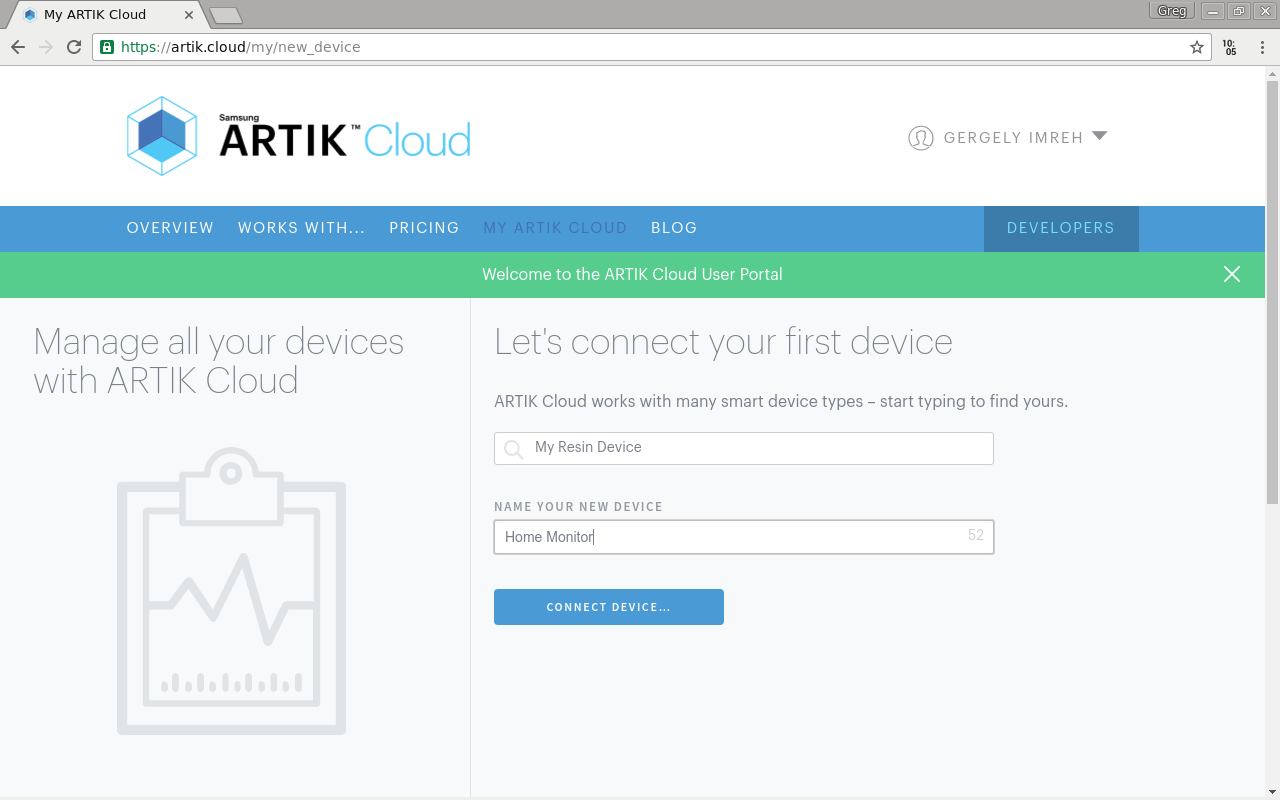 My ARTIK Cloud
Greg
https://artik.cloud/my/new_device
10:
05
Samsung
ARTIK™ Cloud
GERGELY IMREH
OVERVIEW
WORKS WITH...
PRICING
MY ARTIK CLOUD
BLOG
DEVELOPERS
Welcome to the ARTIK Cloud User Portal
Manage all your devices
with ARTIK Cloud
Let's connect your first device
ARTIK Cloud works with many smart device types – start typing to find yours.
My Resin Device
NAME YOUR NEW DEVICE
Home Monitor
52
CONNECT DEVICE...